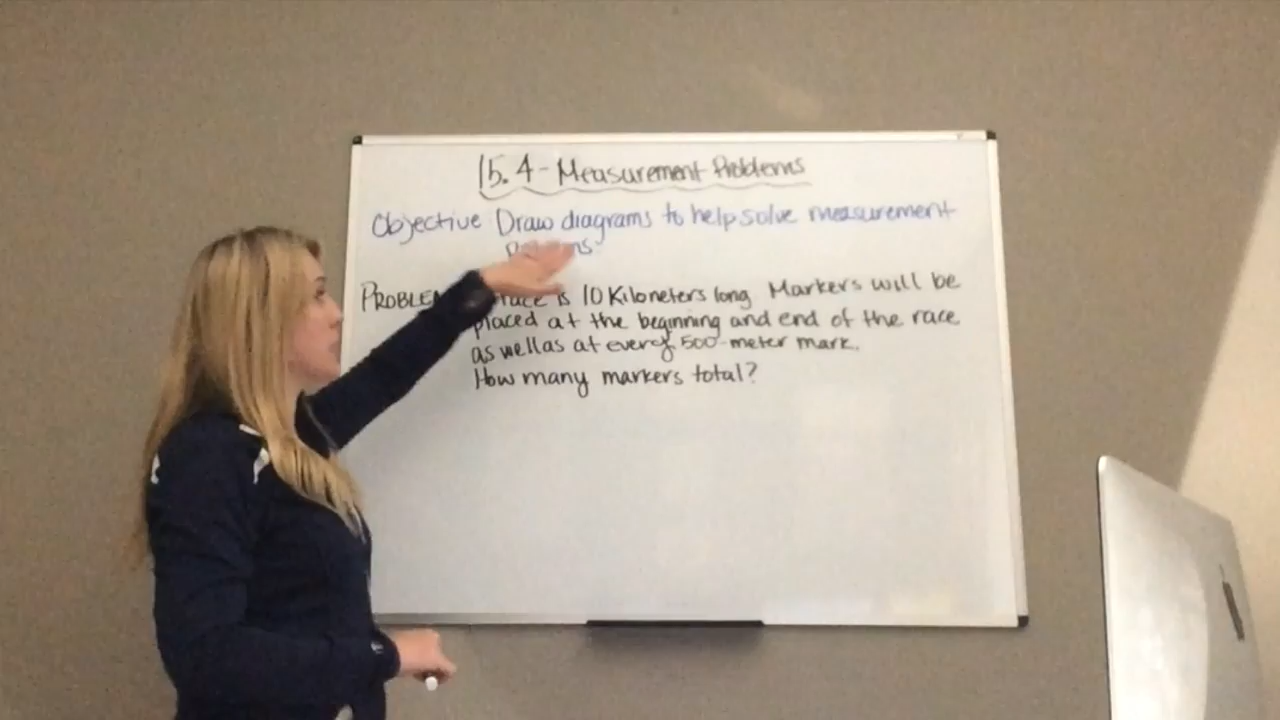 15.4 - Measurement Problems
Objective Draw diagrams to help solve measurement
PROBLEM race is 10 Kilometers long Markers will be
placed at the beginning and end of the race
as well as at every 500-meter mark.
How many markers total?